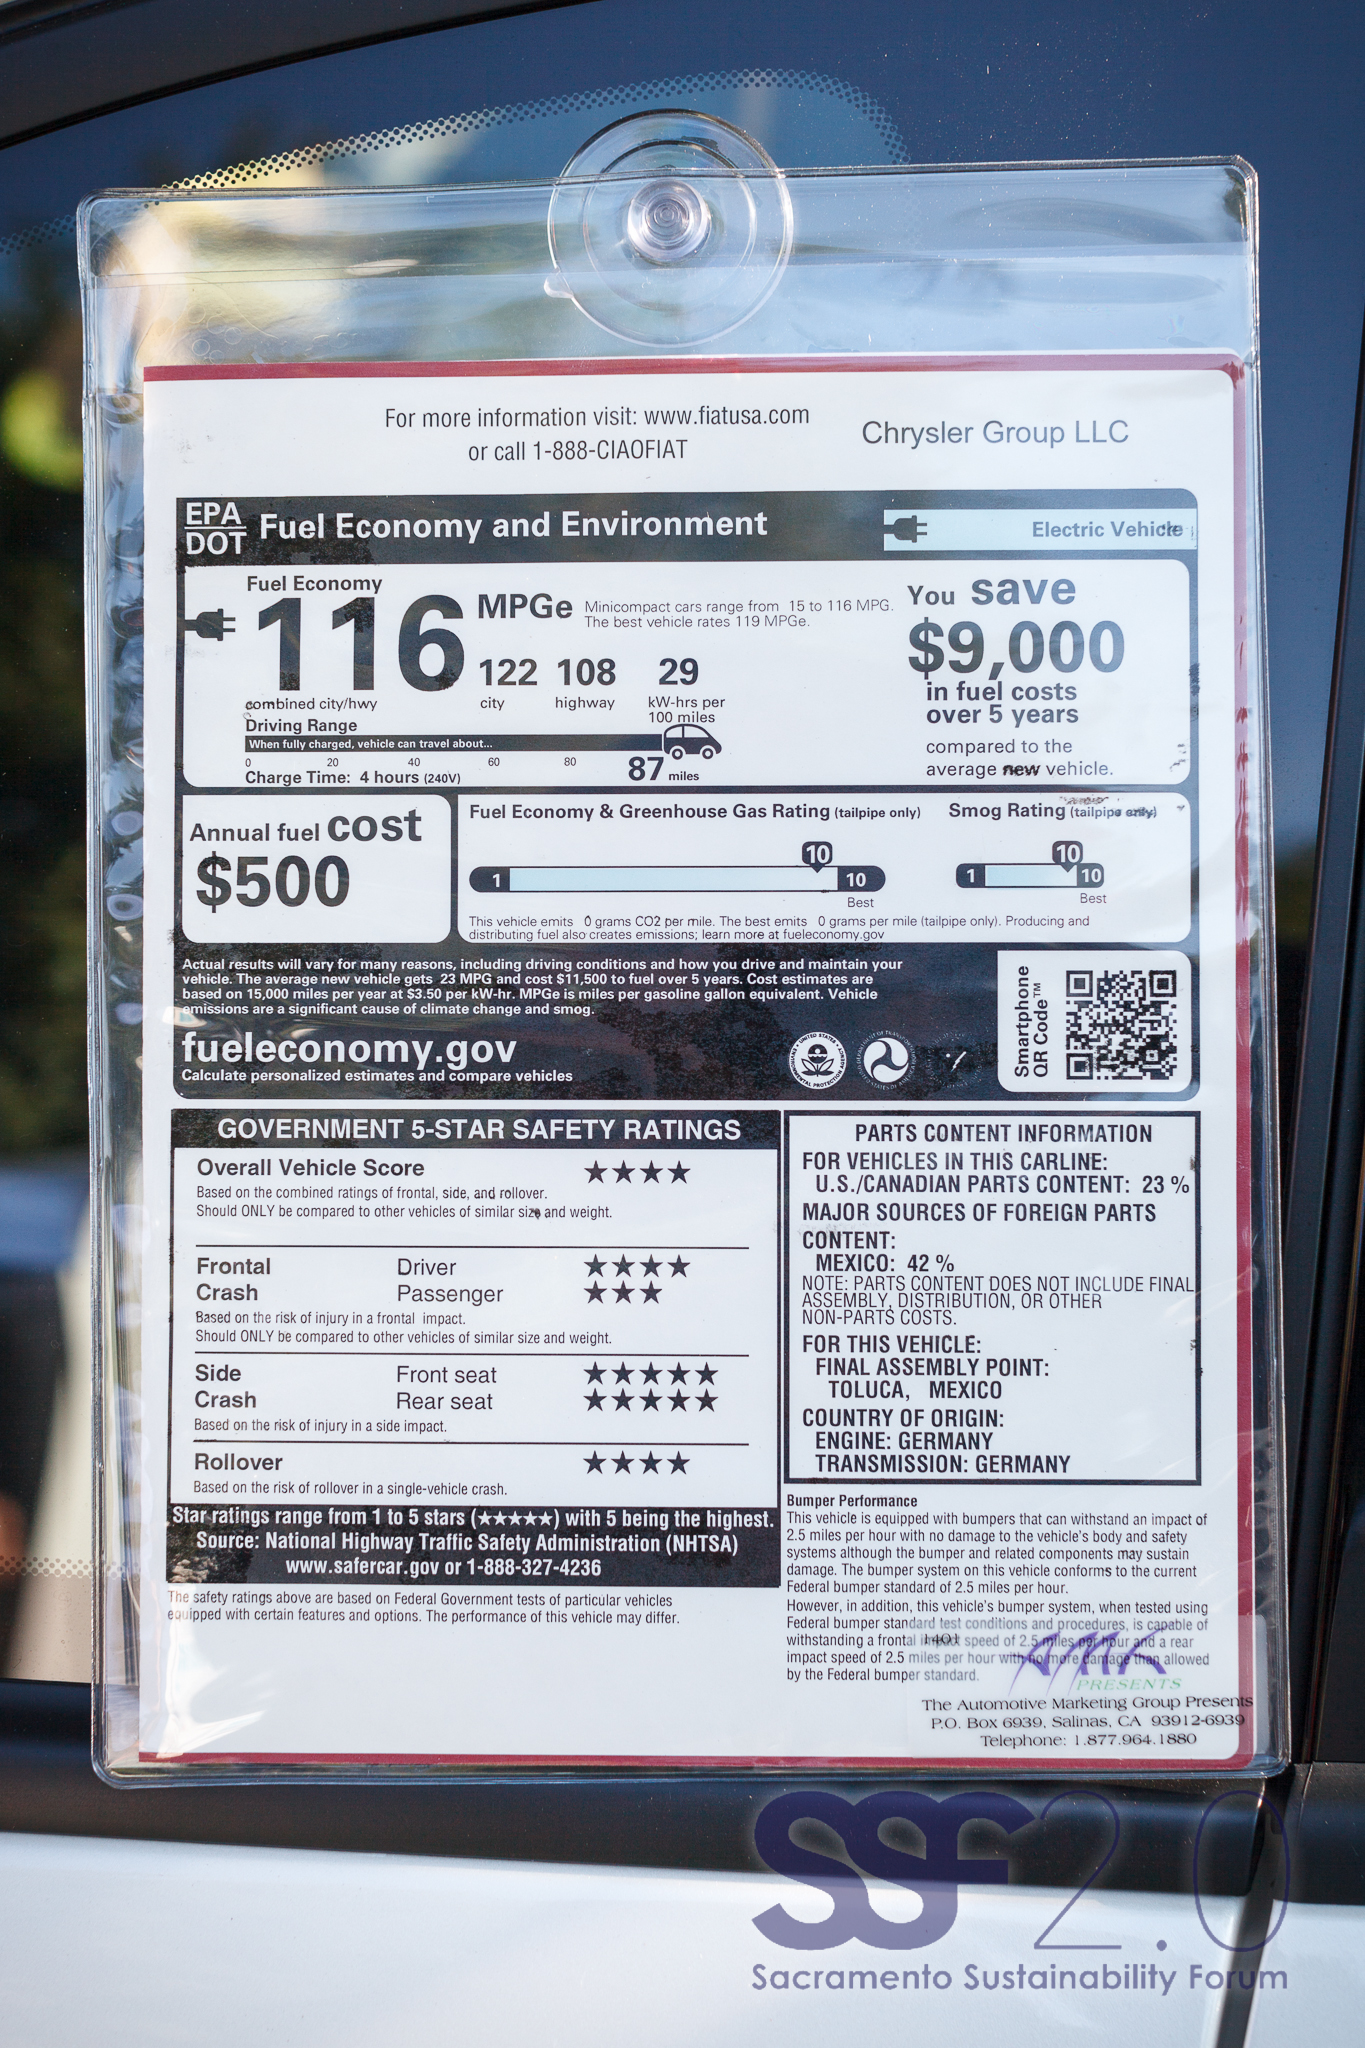 For more information visit: www.fiatusa.com
or call 1-888-CIAOFIAT
Chrysler Group LLC
EPA
DOT
Fuel Economy and Environment
Electric Vehicle
Fuel Economy
116
MPGe
Minicompact cars range from 15 to 116 MPG.
The best vehicle rates 119 MPGe.
122 108 29
combined city/hwy
city
highway
kW-hrs per
100 miles
You save
$9,000
in fuel costs
over 5 years
compared to the
average new vehicle.
Driving Range
When fully charged, vehicle can travel about...
0 20 40 60 80
87 miles
Charge Time: 4 hours (240V)
Annual fuel cost
$500
Fuel Economy & Greenhouse Gas Rating (tailpipe only)
10
1 10
Best
Smog Rating (tailpipe only)
10
1 10
Best
This vehicle emits 0 grams CO2 per mile. The best emits 0 grams per mile (tailpipe only). Producing and
distributing fuel also creates emissions; learn more at fueleconomy.gov
Actual results will vary for many reasons, including driving conditions and how you drive and maintain your
vehicle. The average new vehicle gets 23 MPG and cost $11,500 to fuel over 5 years. Cost estimates are
based on 15,000 miles per year at $3.50 per kW-hr. MPGe is miles per gasoline gallon equivalent. Vehicle
emissions are a significant cause of climate change and smog.
fueleconomy.gov
Calculate personalized estimates and compare vehicles
Smartphone
QR Code™
GOVERNMENT 5-STAR SAFETY RATINGS
Overall Vehicle Score ★★★★
Based on the combined ratings of frontal, side, and rollover.
Should ONLY be compared to other vehicles of similar size and weight.
Frontal Driver ★★★★
Crash Passenger ★★★
Based on the risk of injury in a frontal impact.
Should ONLY be compared to other vehicles of similar size and weight.
Side Front seat ★★★★★
Crash Rear seat ★★★★★
Based on the risk of injury in a side impact.
Rollover ★★★★
Based on the risk of rollover in a single-vehicle crash.
Star ratings range from 1 to 5 stars (★★★★★) with 5 being the highest.
Source: National Highway Traffic Safety Administration (NHTSA)
www.safercar.gov or 1-888-327-4236
The safety ratings above are based on Federal Government tests of particular vehicles
equipped with certain features and options. The performance of this vehicle may differ.
PARTS CONTENT INFORMATION
FOR VEHICLES IN THIS CARLINE:
U.S./CANADIAN PARTS CONTENT: 23 %
MAJOR SOURCES OF FOREIGN PARTS
CONTENT:
MEXICO: 42 %
NOTE: PARTS CONTENT DOES NOT INCLUDE FINAL
ASSEMBLY, DISTRIBUTION, OR OTHER
NON-PARTS COSTS.
FOR THIS VEHICLE:
FINAL ASSEMBLY POINT:
TOLUCA, MEXICO
COUNTRY OF ORIGIN:
ENGINE: GERMANY
TRANSMISSION: GERMANY
Bumper Performance
This vehicle is equipped with bumpers that can withstand an impact of
2.5 miles per hour with no damage to the vehicle's body and safety
systems although the bumper and related components may sustain
damage. The bumper system on this vehicle conforms to the current
Federal bumper standard of 2.5 miles per hour.
However, in addition, this vehicle's bumper system, when tested using
Federal bumper standard test conditions and procedures, is capable of
withstanding a frontal impact speed of 2.5 miles per hour and a rear
impact speed of 2.5 miles per hour with no more damage than allowed
by the Federal bumper standard.
1401
PRESENTS
The Automotive Marketing Group Presents
P.O. Box 6939, Salinas, CA 93912-6939
Telephone: 1.877.964.1880
SSF2.0
Sacramento Sustainability Forum